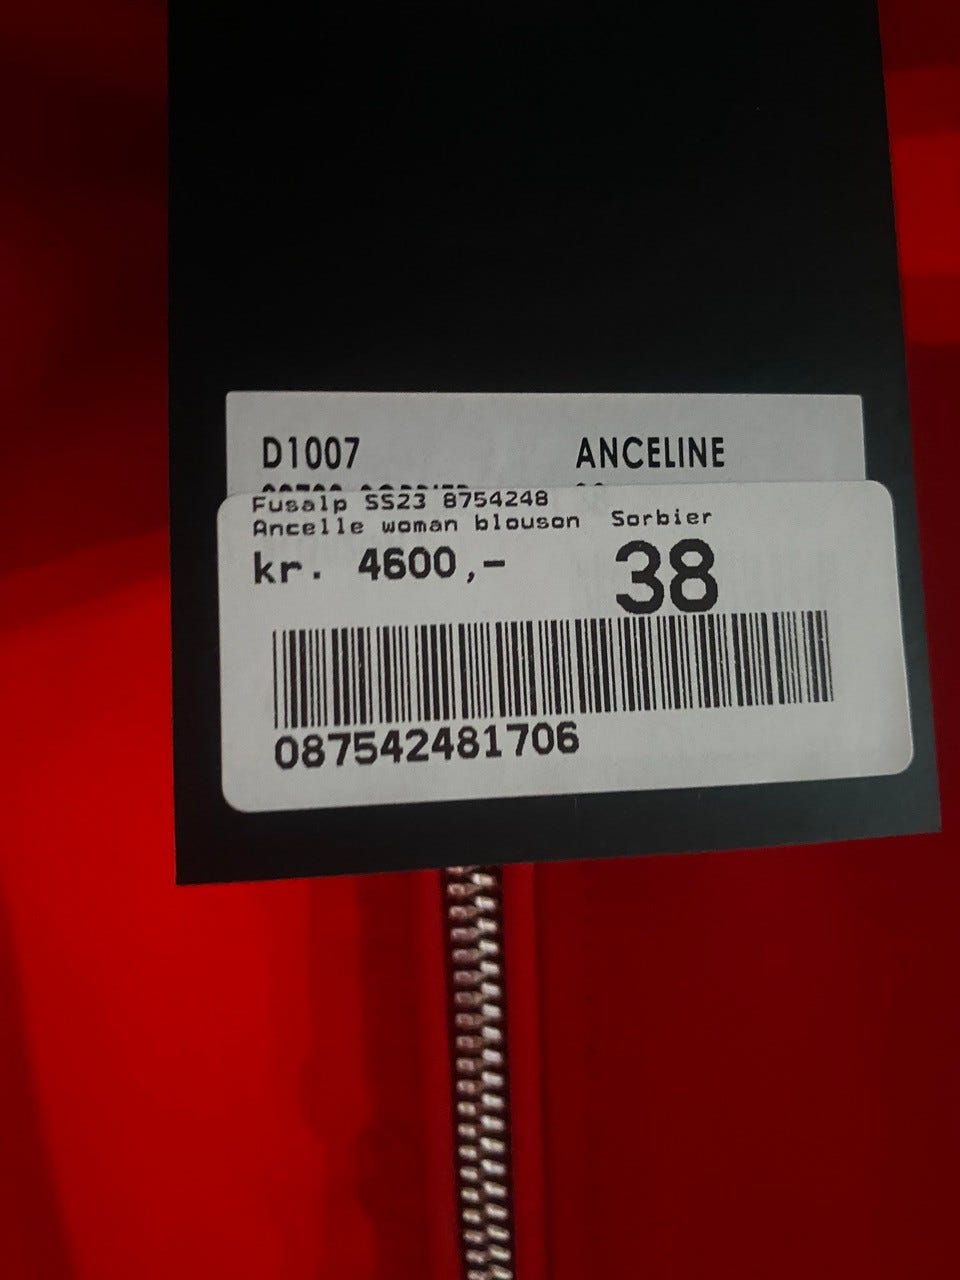 D1007 ANCELINE
Fusalp SS23 8754248
Ancelle woman blouson Sorbier
kr. 4600,- 38
087542481706